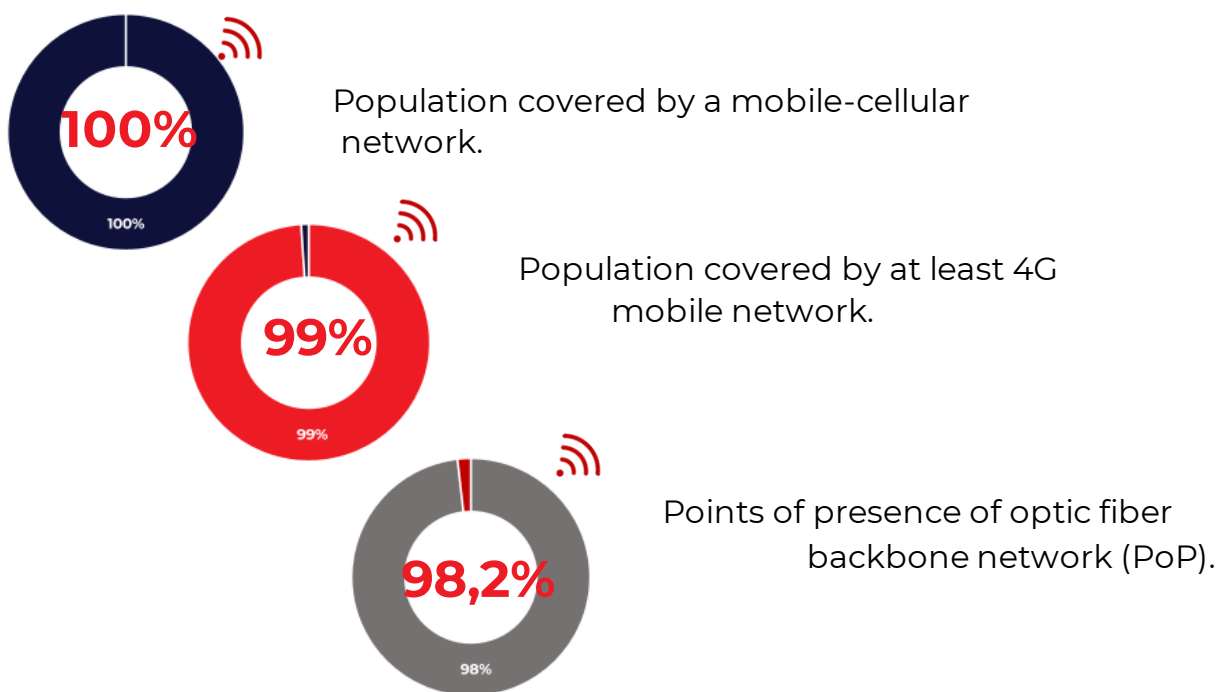 100%
100%
Population covered by a mobile-cellular
network.
99%
99%
Population covered by at least 4G
mobile network.
98,2%
98%
Points of presence of optic fiber
backbone network (PoP).